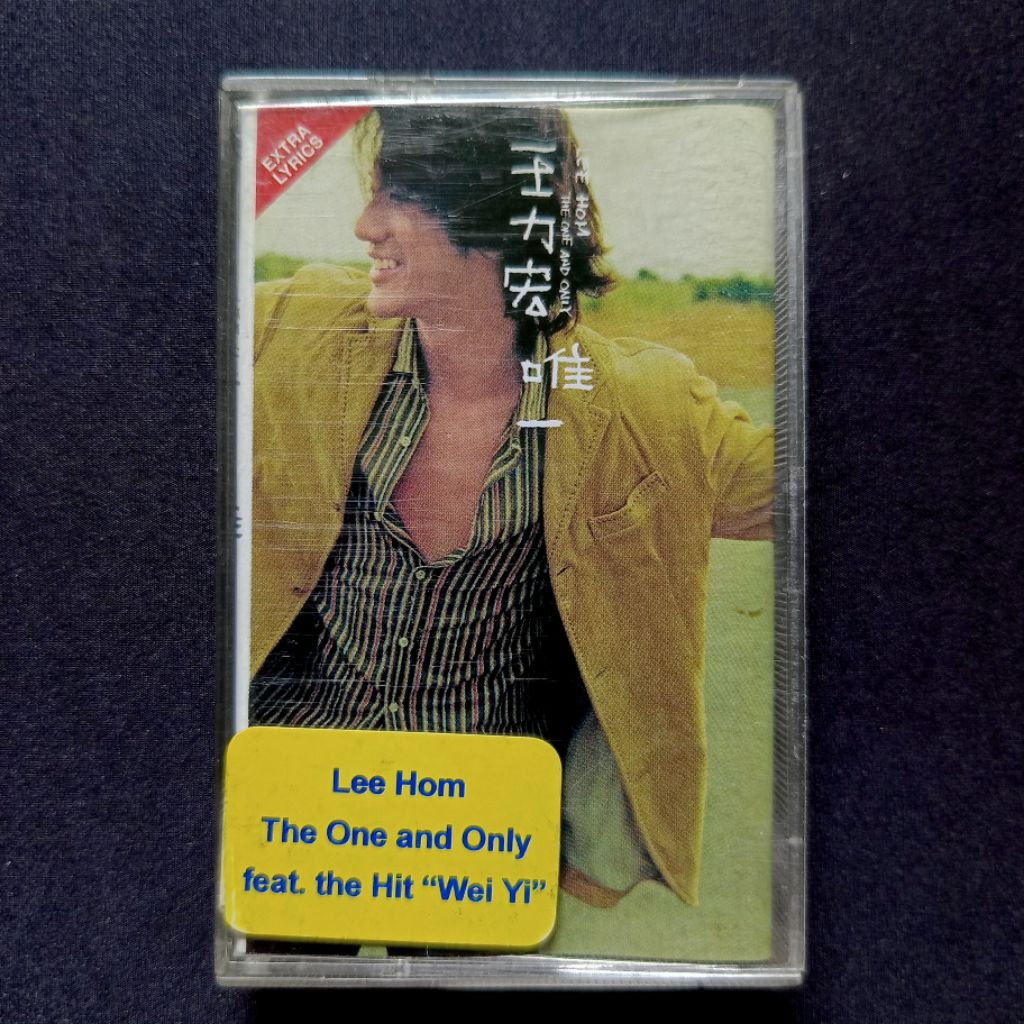 EXTRA
LYRICS
王力宏
LEE HOM
THE ONE AND ONLY
唯一
Lee Hom
The One and Only
feat. the Hit “Wei Yi”